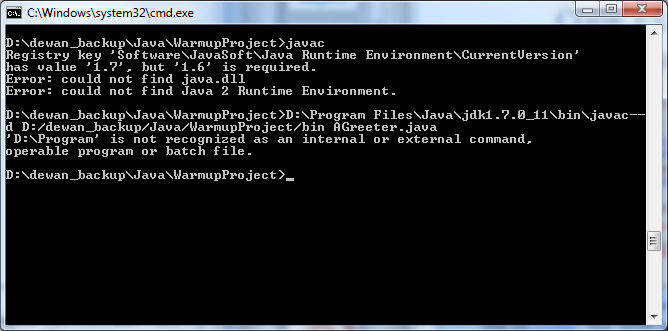 C:\Windows\system32\cmd.exe
D:\dewan_backup\Java\WarmupProject>javac
Registry key 'Software\JavaSoft\Java Runtime Environment\CurrentVersion'
has value '1.7', but '1.6' is required.
Error: could not find java.dll
Error: could not find Java 2 Runtime Environment.
D:\dewan_backup\Java\WarmupProject>D:\Program Files\Java\jdk1.7.0_11\bin\javac--
d D:/dewan_backup/Java/WarmupProject/bin AGreeter.java
'D:\Program' is not recognized as an internal or external command,
operable program or batch file.
D:\dewan_backup\Java\WarmupProject>_